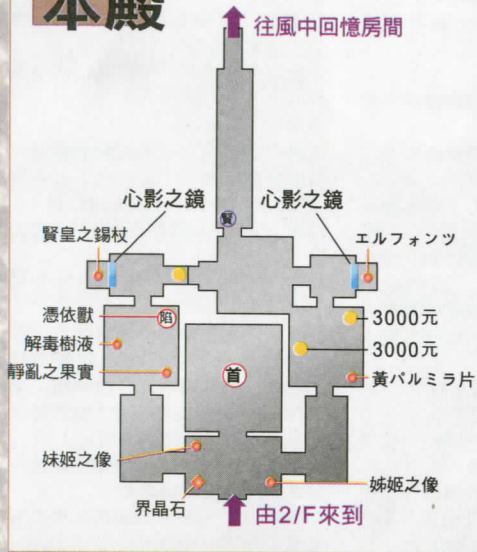 本殿
往風中回憶房間
心影之鏡
心影之鏡
賢皇之錫杖
エルフォンツ
賢
憑依獸
陷
3000元
解毒樹液
3000元
靜亂之果實
首
黃パルミラ片
妹姬之像
姊姬之像
界晶石
由2/F來到